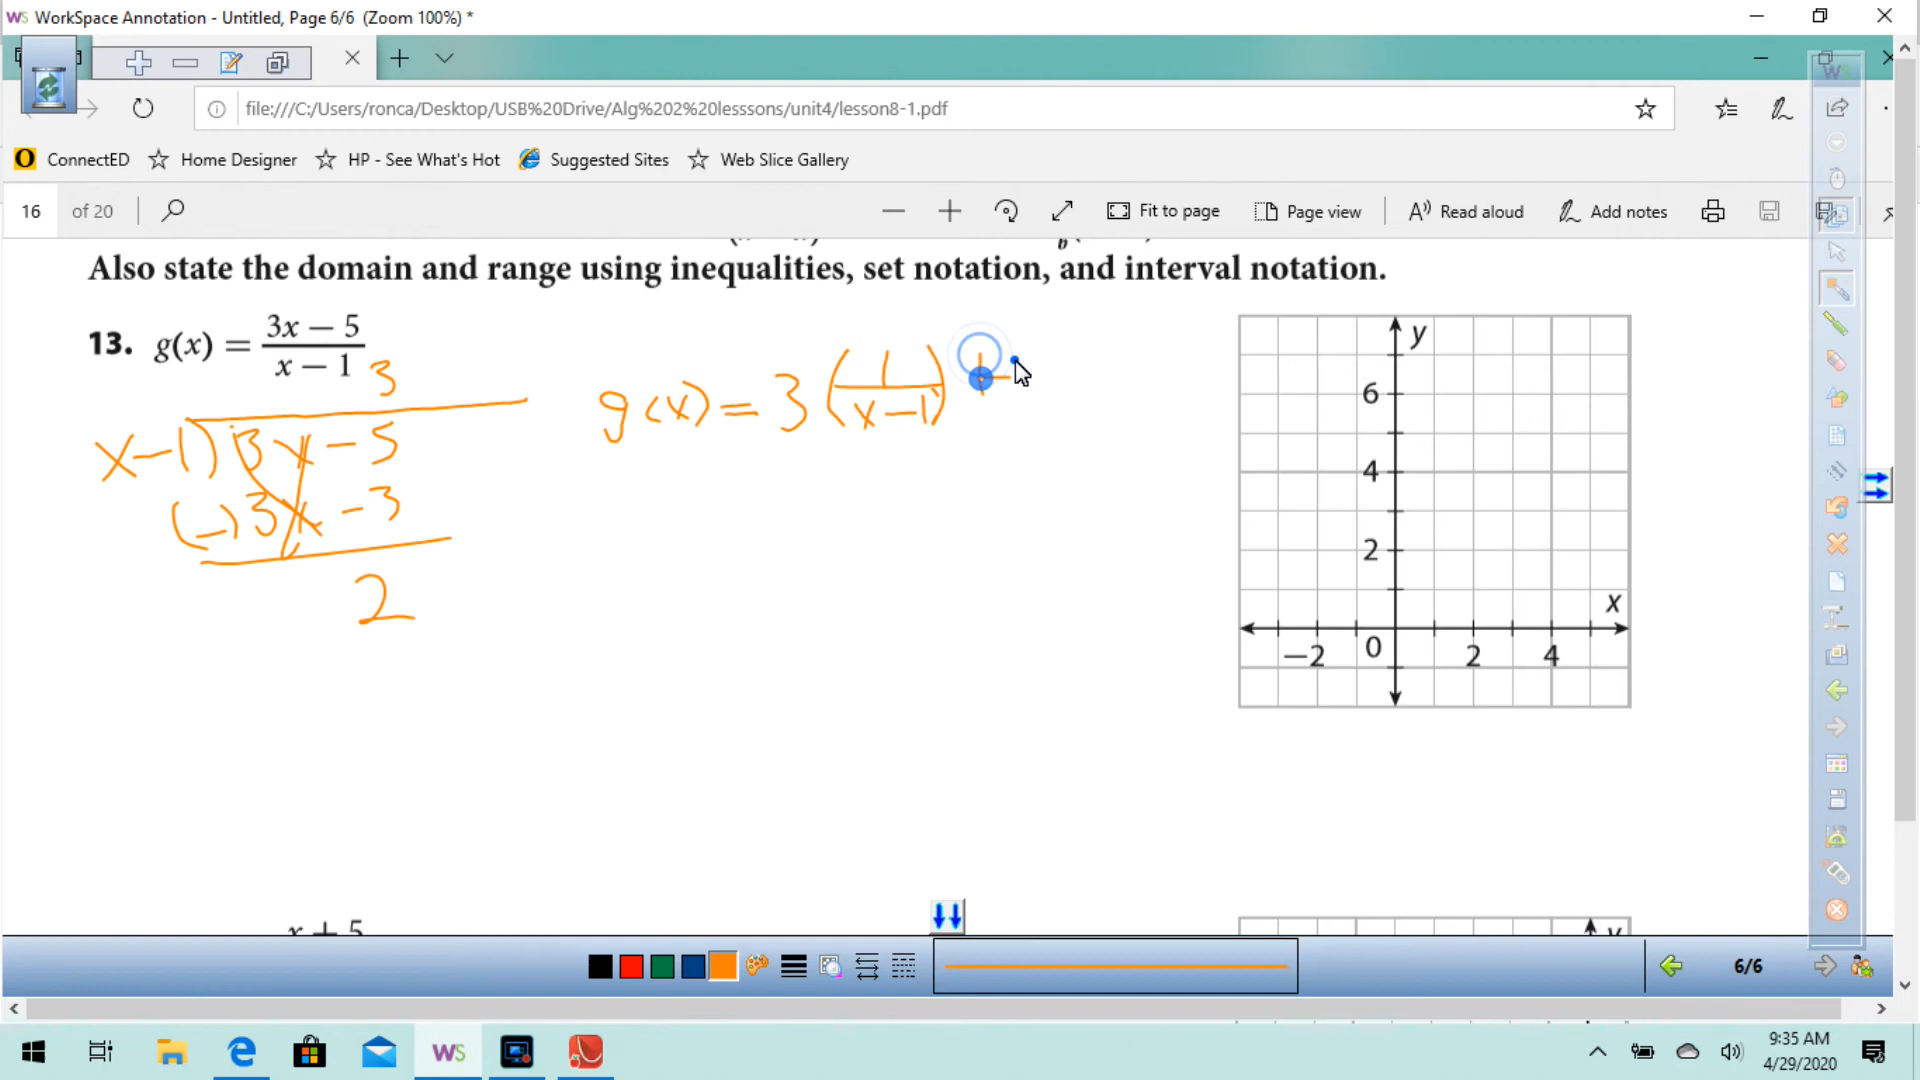 WS WorkSpace Annotation - Untitled, Page 6/6 (Zoom 100%) *
file:///C:/Users/ronca/Desktop/USB%20Drive/Alg%202%20lesssons/unit4/lesson8-1.pdf
ConnectED Home Designer HP - See What's Hot Suggested Sites Web Slice Gallery
16 of 20 Fit to page Page view Read aloud Add notes
Also state the domain and range using inequalities, set notation, and interval notation.
13. g(x) = (3x − 5)/(x − 1)
3
x−1)3x−5
(−)3x−3
2
g(x) = 3(1/(x−1)) +
y
6
4
2
x
−2 0 2 4
x + 5
y
6/6
WS
9:35 AM
4/29/2020